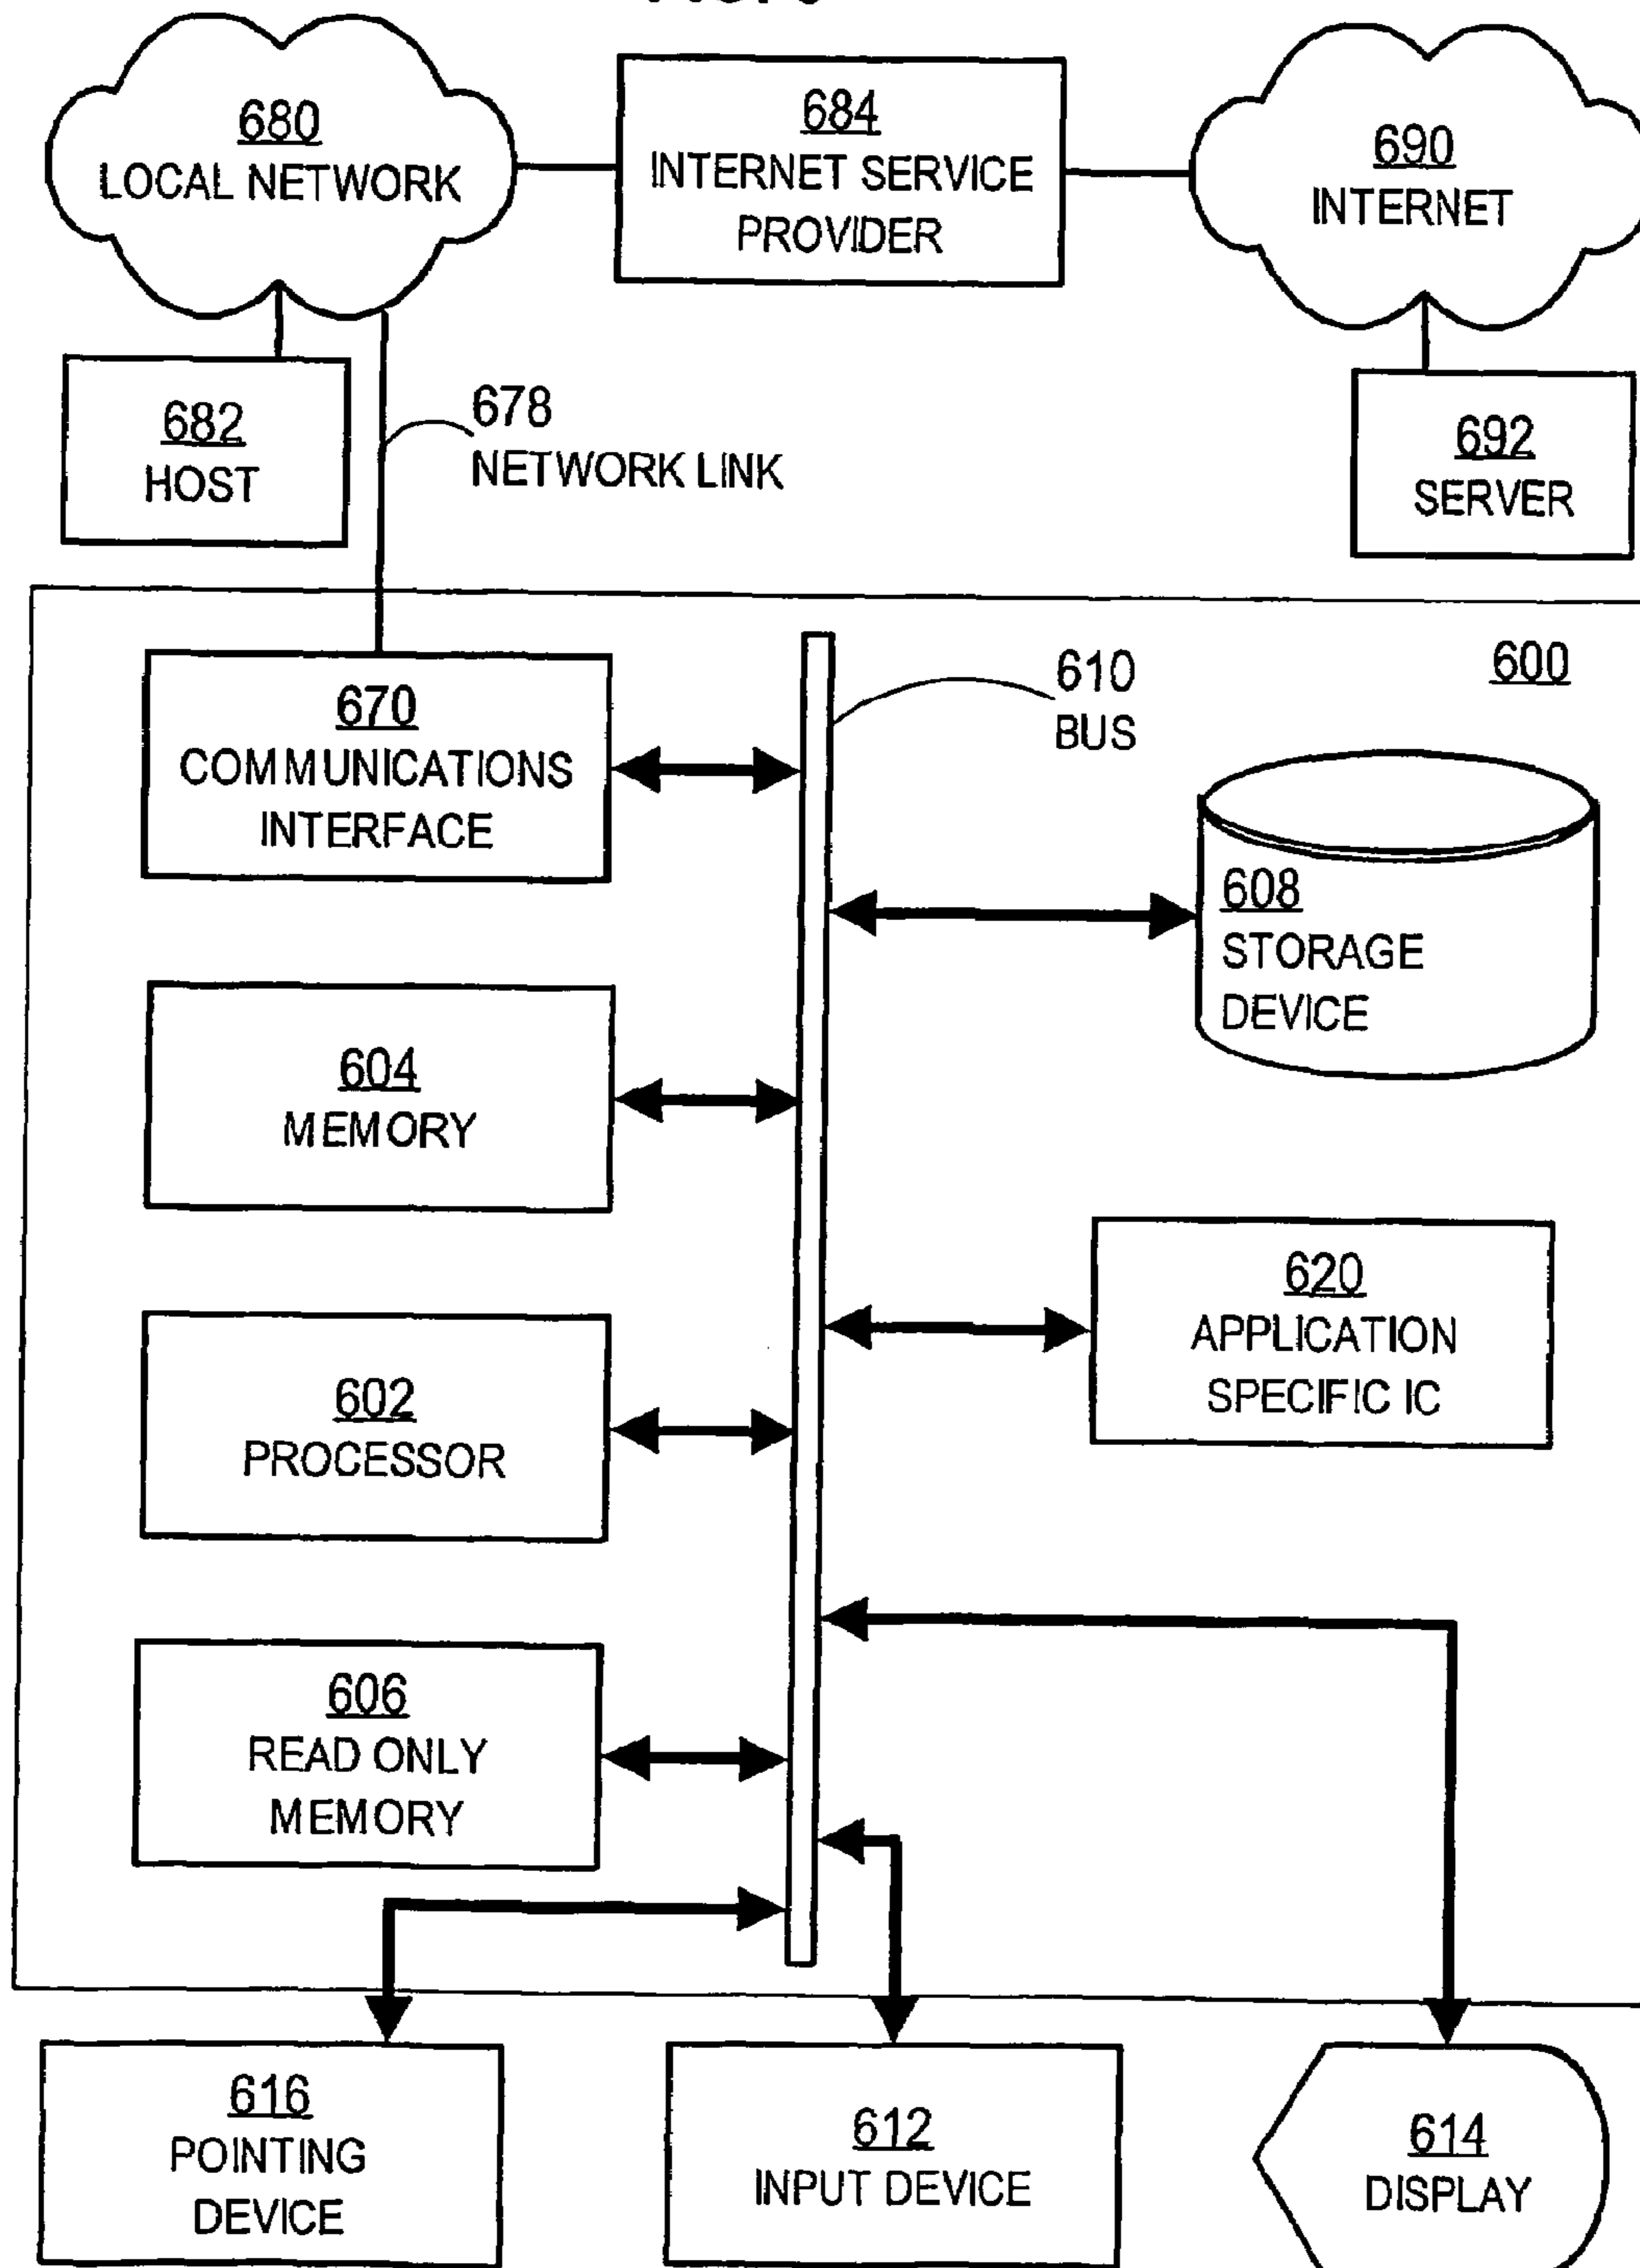 680
LOCAL NETWORK
684
INTERNET SERVICE
PROVIDER
690
INTERNET
682
HOST
678
NETWORK LINK
692
SERVER
600
670
COMMUNICATIONS
INTERFACE
610
BUS
608
STORAGE
DEVICE
604
MEMORY
620
APPLICATION
SPECIFIC IC
602
PROCESSOR
606
READ ONLY
MEMORY
616
POINTING
DEVICE
612
INPUT DEVICE
614
DISPLAY